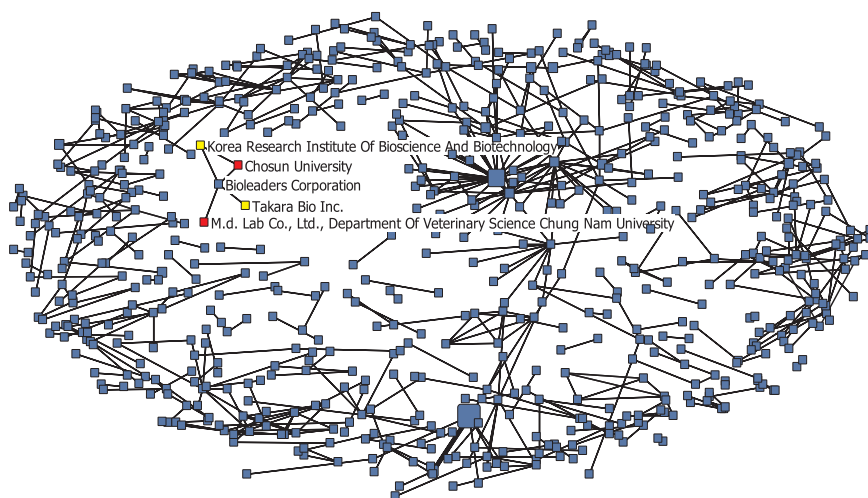 Korea Research Institute Of Bioscience And Biotechnology
Chosun University
Bioleaders Corporation
Takara Bio Inc.
M.d. Lab Co., Ltd., Department Of Veterinary Science Chung Nam University